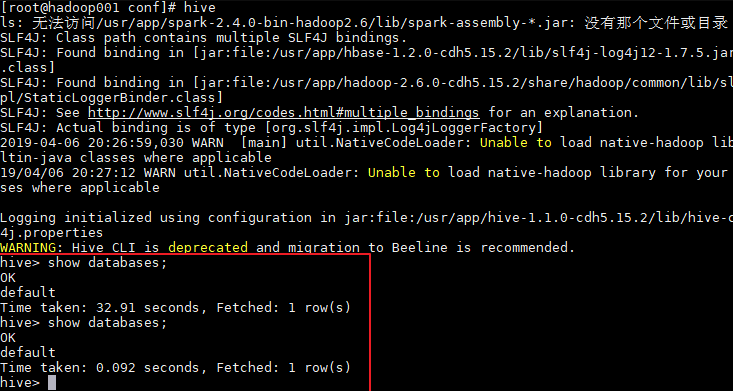 [root@hadoop001 conf]# hive
ls: 无法访问/usr/app/spark-2.4.0-bin-hadoop2.6/lib/spark-assembly-*.jar: 没有那个文件或目录
SLF4J: Class path contains multiple SLF4J bindings.
SLF4J: Found binding in [jar:file:/usr/app/hbase-1.2.0-cdh5.15.2/lib/slf4j-log4j12-1.7.5.jar
.class]
SLF4J: Found binding in [jar:file:/usr/app/hadoop-2.6.0-cdh5.15.2/share/hadoop/common/lib/sl
pl/StaticLoggerBinder.class]
SLF4J: See http://www.slf4j.org/codes.html#multiple_bindings for an explanation.
SLF4J: Actual binding is of type [org.slf4j.impl.Log4jLoggerFactory]
2019-04-06 20:26:59,030 WARN  [main] util.NativeCodeLoader: Unable to load native-hadoop lib
ltin-java classes where applicable
19/04/06 20:27:12 WARN util.NativeCodeLoader: Unable to load native-hadoop library for your
ses where applicable
Logging initialized using configuration in jar:file:/usr/app/hive-1.1.0-cdh5.15.2/lib/hive-c
4j.properties
WARNING: Hive CLI is deprecated and migration to Beeline is recommended.
hive> show databases;
OK
default
Time taken: 32.91 seconds, Fetched: 1 row(s)
hive> show databases;
OK
default
Time taken: 0.092 seconds, Fetched: 1 row(s)
hive>